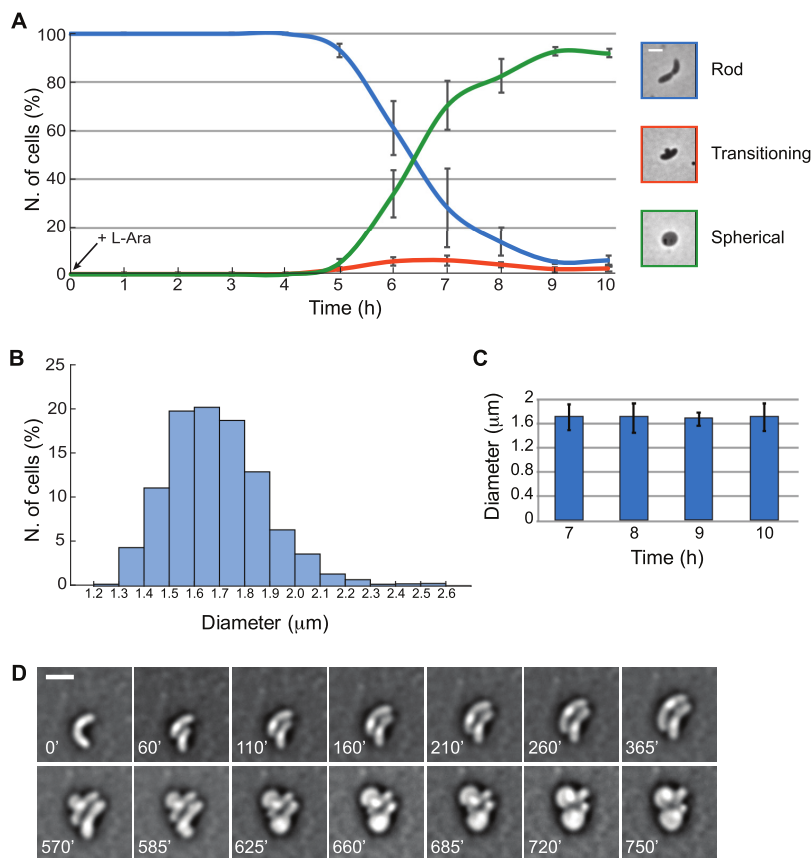 A
100
80
60
40
20
0
N. of cells (%)
+ L-Ara
0 1 2 3 4 5 6 7 8 9 10
Time (h)
Rod
Transitioning
Spherical
B
25
20
15
10
5
0
N. of cells (%)
1.2 1.3 1.4 1.5 1.6 1.7 1.8 1.9 2.0 2.1 2.2 2.3 2.4 2.5 2.6
Diameter (μm)
C
2
1.6
1.2
0.8
0.4
0
Diameter (μm)
7 8 9 10
Time (h)
D
0' 60' 110' 160' 210' 260' 365'
570' 585' 625' 660' 685' 720' 750'